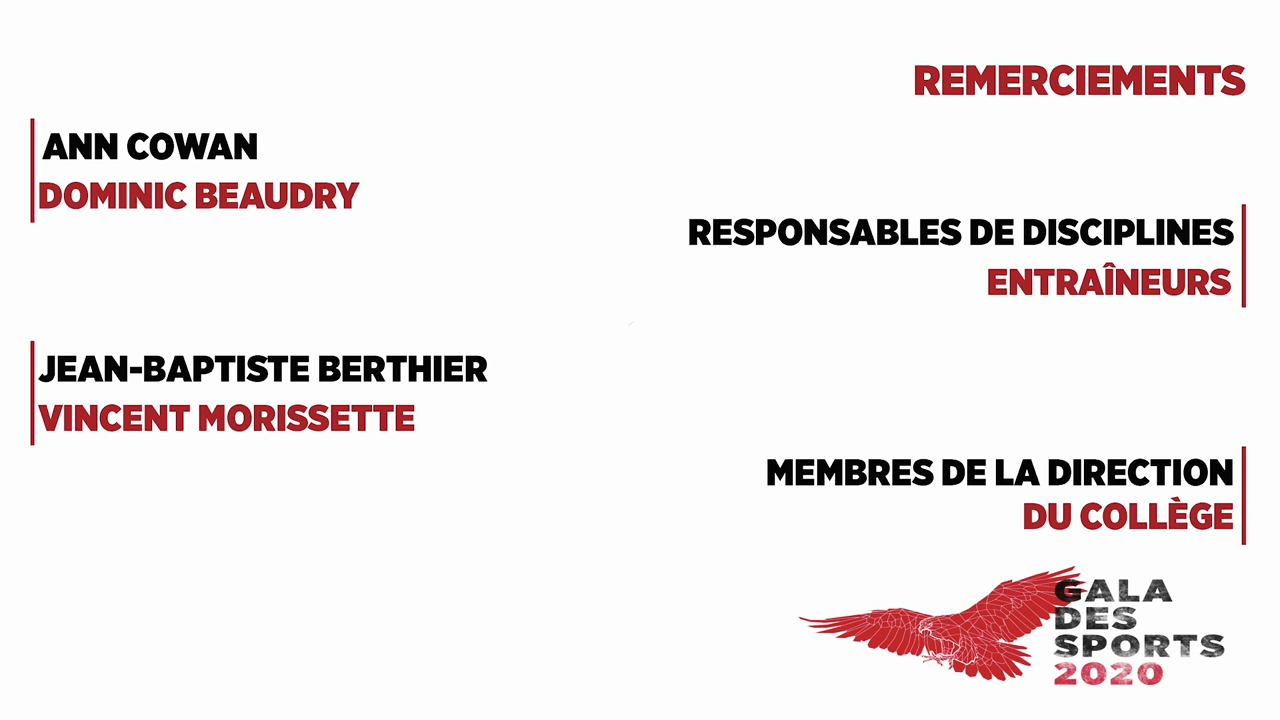 REMERCIEMENTS
ANN COWAN
DOMINIC BEAUDRY
RESPONSABLES DE DISCIPLINES
ENTRAÎNEURS
JEAN-BAPTISTE BERTHIER
VINCENT MORISSETTE
MEMBRES DE LA DIRECTION
DU COLLÈGE
GALA
DES
SPORTS
2020